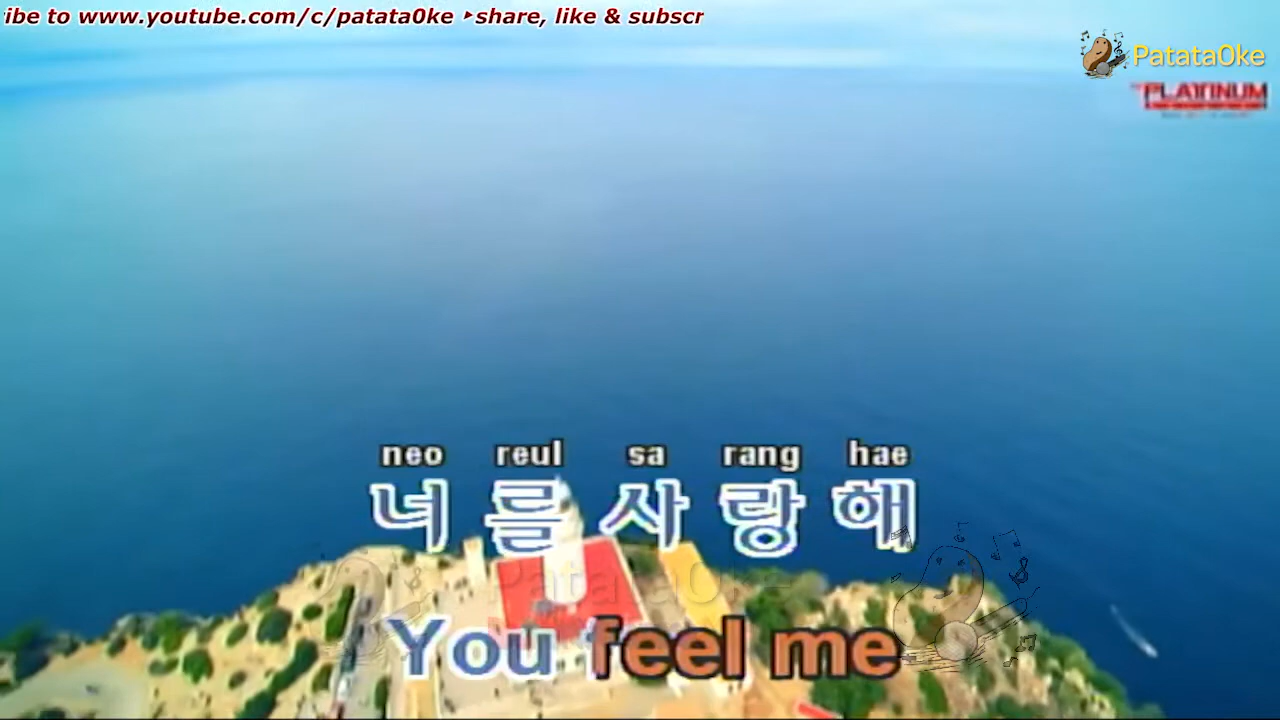 ibe to www.youtube.com/c/patata0ke ‣share, like & subscr
Patata0ke
PLATINUM
neo reul sa rang hae
너를사랑해
Patata0ke
You feel me